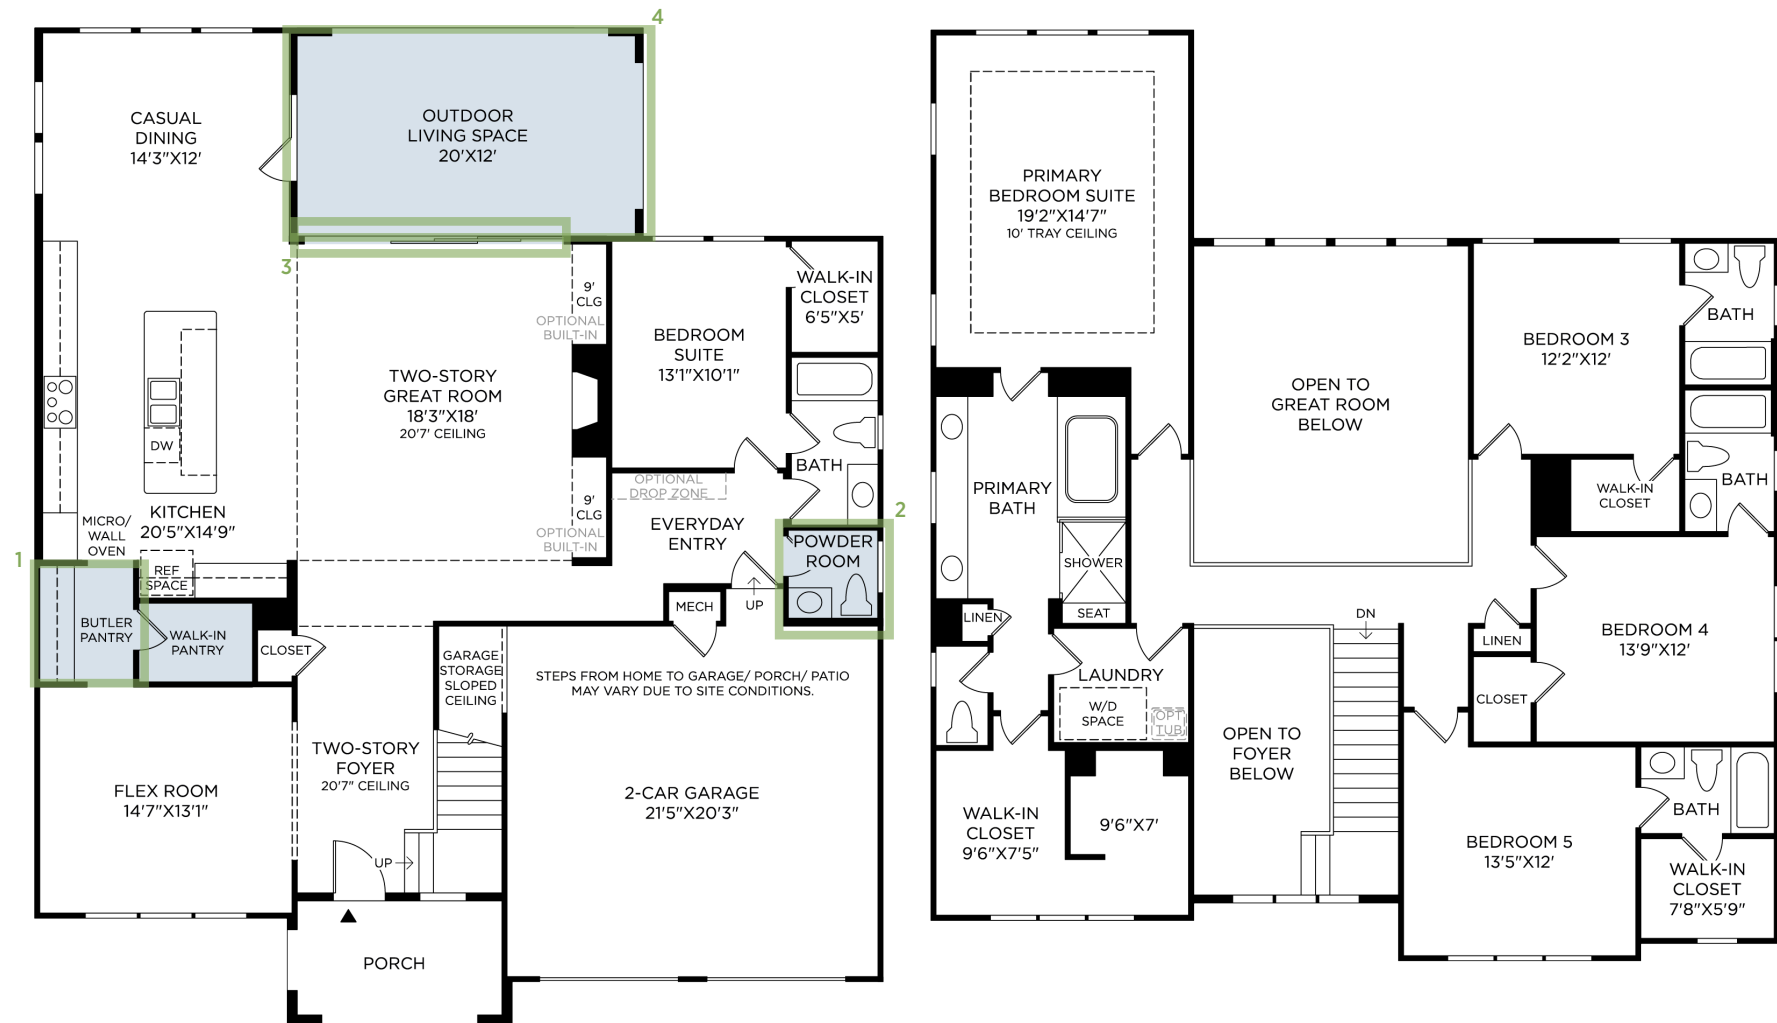 4
CASUAL
DINING
14'3"X12'
OUTDOOR
LIVING SPACE
20'X12'
3
9'
CLG
OPTIONAL
BUILT-IN
WALK-IN
CLOSET
6'5"X5'
BEDROOM
SUITE
13'1"X10'1"
TWO-STORY
GREAT ROOM
18'3"X18'
20'7' CEILING
DW
BATH
OPTIONAL
DROP ZONE
9'
CLG
OPTIONAL
BUILT-IN
EVERYDAY
ENTRY
KITCHEN
20'5"X14'9"
MICRO/
WALL
OVEN
2
POWDER
ROOM
1
REF
SPACE
MECH
UP
BUTLER
PANTRY
WALK-IN
PANTRY
CLOSET
GARAGE
STORAGE
SLOPED
CEILING
STEPS FROM HOME TO GARAGE/ PORCH/ PATIO
MAY VARY DUE TO SITE CONDITIONS.
TWO-STORY
FOYER
20'7" CEILING
FLEX ROOM
14'7"X13'1"
2-CAR GARAGE
21'5"X20'3"
UP
PORCH
PRIMARY
BEDROOM SUITE
19'2"X14'7"
10' TRAY CEILING
BEDROOM 3
12'2"X12'
BATH
OPEN TO
GREAT ROOM
BELOW
PRIMARY
BATH
WALK-IN
CLOSET
BATH
SHOWER
SEAT
LINEN
DN
LINEN
BEDROOM 4
13'9"X12'
LAUNDRY
W/D
SPACE
OPT
TUB
CLOSET
OPEN TO
FOYER
BELOW
WALK-IN
CLOSET
9'6"X7'5"
9'6"X7'
BATH
BEDROOM 5
13'5"X12'
WALK-IN
CLOSET
7'8"X5'9"